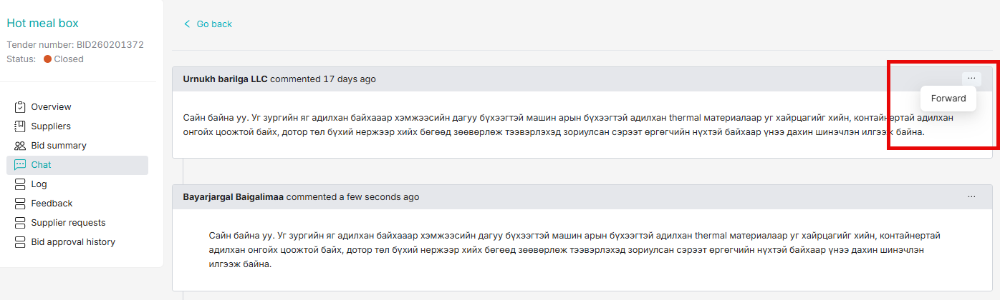 Hot meal box
Tender number: BID260201372
Status: Closed
Overview
Suppliers
Bid summary
Chat
Log
Feedback
Supplier requests
Bid approval history
Go back
Urnukh barilga LLC commented 17 days ago
...
Forward
Сайн байна уу. Уг зургийн яг адилхан байхааар хэмжээсийн дагуу бүхээгтэй машин арын бүхээгтэй адилхан thermal материалаар уг хайрцагийг хийн, контайнертай адилхан
онгойх цоожтой байх, дотор төл бүхий нержээр хийх бөгөөд зөөвөрлөж тээвэрлэхэд зориулсан сэрээт өргөгчийн нүхтэй байхаар үнээ дахин шинэчлэн илгээж байна.
Bayarjargal Baigalimaa commented a few seconds ago
...
Сайн байна уу. Уг зургийн яг адилхан байхааар хэмжээсийн дагуу бүхээгтэй машин арын бүхээгтэй адилхан thermal материалаар уг хайрцагийг хийн, контайнертай
адилхан онгойх цоожтой байх, дотор төл бүхий нержээр хийх бөгөөд зөөвөрлөж тээвэрлэхэд зориулсан сэрээт өргөгчийн нүхтэй байхаар үнээ дахин шинэчлэн
илгээж байна.